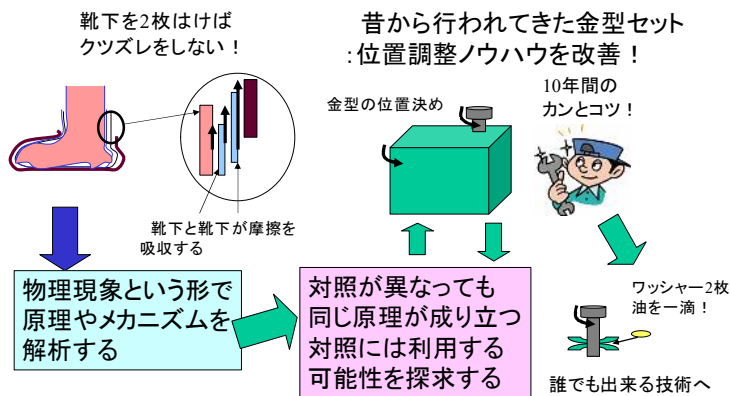 靴下を2枚はけば
クツズレをしない！
靴下と靴下が摩擦を
吸収する
物理現象という形で
原理やメカニズムを
解析する
昔から行われてきた金型セット
:位置調整ノウハウを改善！
金型の位置決め
10年間の
カンとコツ！
対照が異なっても
同じ原理が成り立つ
対照には利用する
可能性を探求する
ワッシャー2枚
油を一滴！
誰でも出来る技術へ